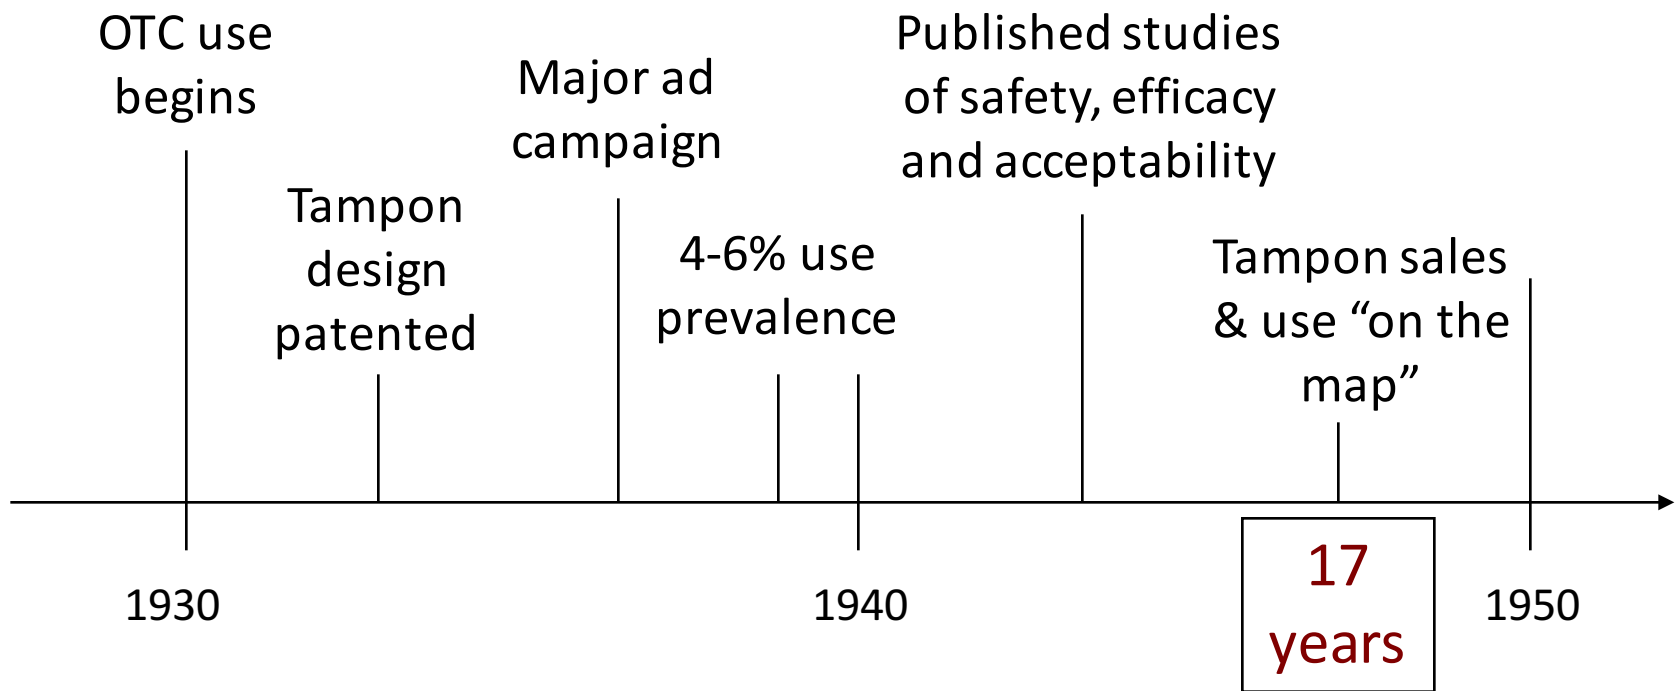 OTC use
begins
Tampon
design
patented
Major ad
campaign
4-6% use
prevalence
Published studies
of safety, efficacy
and acceptability
Tampon sales
& use “on the
map”
1930
1940
17
years
1950